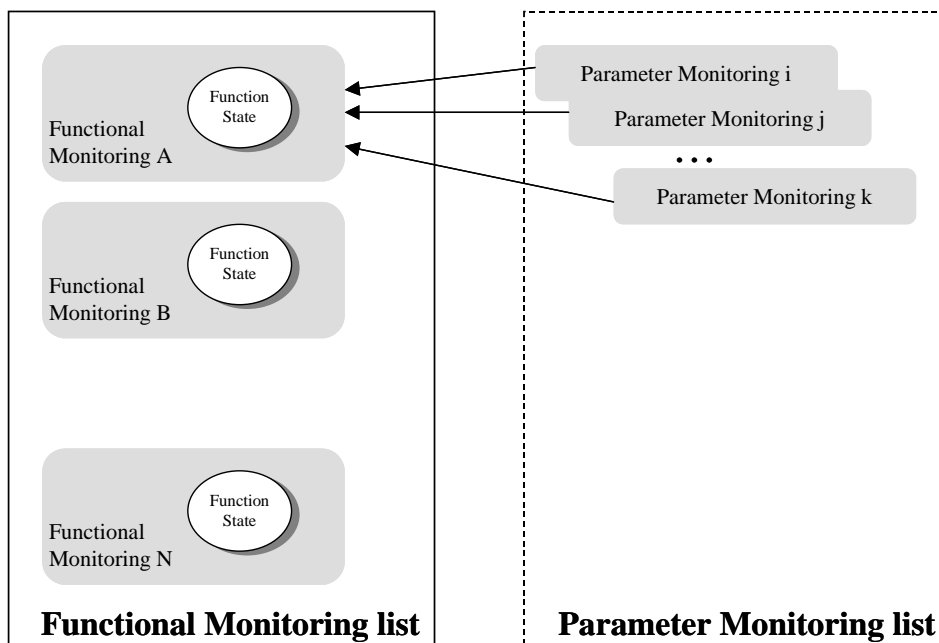 Function
State
Functional
Monitoring A
Function
State
Functional
Monitoring B
Function
State
Functional
Monitoring N
Functional Monitoring list
Parameter Monitoring i
Parameter Monitoring j
...
Parameter Monitoring k
Parameter Monitoring list